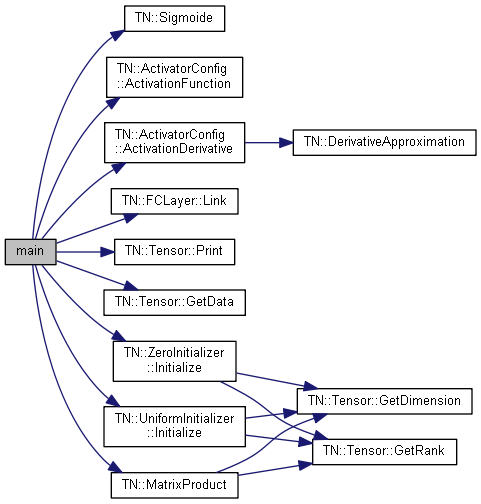 TN::Sigmoide
TN::ActivatorConfig
::ActivationFunction
TN::ActivatorConfig
::ActivationDerivative
TN::DerivativeApproximation
TN::FCLayer::Link
main
TN::Tensor::Print
TN::Tensor::GetData
TN::ZeroInitializer
::Initialize
TN::Tensor::GetDimension
TN::UniformInitializer
::Initialize
TN::Tensor::GetRank
TN::MatrixProduct